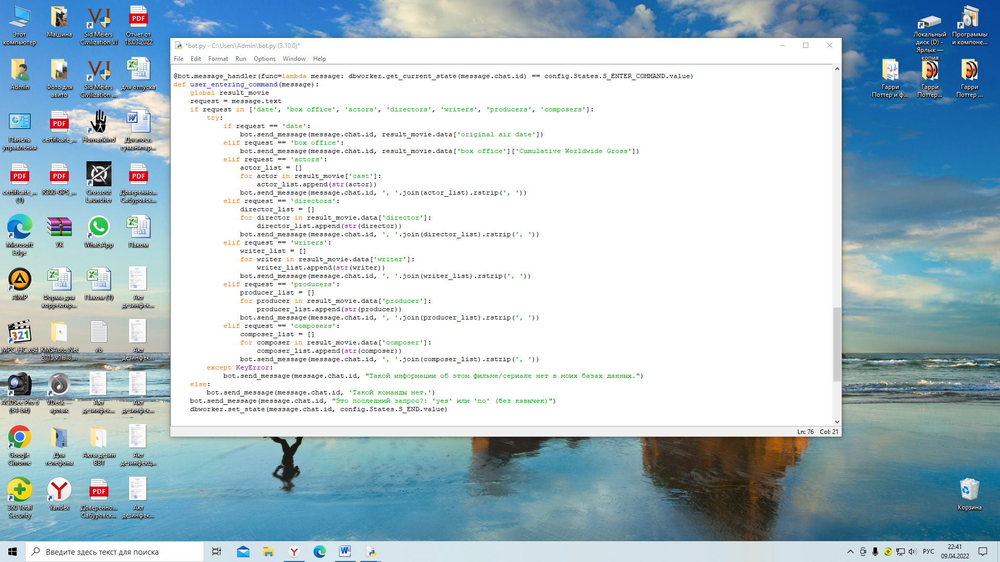 Этот компьютер
Машина
Sid Meiers Civilization VI
Отчет от 18.03.2022
Admin
Фото для авито
Sid Meiers Civilization ...
для отпуска
Панель управления
certificate_...
Humankind
Дог.пост. гуманитар...
certificate_... (1)
R300-GPS_...
Crossout Launcher
Доверенно... Сабуровск...
Microsoft Edge
УК
WhatsApp
Паком
AIMP
Форма для корректир...
Паком (1)
Акт дезинфек...
MPC-HC x64
KMSAuto Net 2015 v1.3.8 ...
vb
Акт дезинфек...
ACDSee Pro 6 (64-bit)
VDeck — ярлык
Акт дезинфек...
Акт дезинфек...
Google Chrome
Для телефона
Акты дезин ВВТ
Акт дезинфекц...
360 Total Security
Yandex
Доверенно... Сабуровск...
Акт дезинфек...
*bot.py - C:\Users\Admin\bot.py (3.10.0)*
File Edit Format Run Options Window Help
@bot.message_handler(func=lambda message: dbworker.get_current_state(message.chat.id) == config.States.S_ENTER_COMMAND.value)
def user_entering_command(message):
    global result_movie
    request = message.text
    if request in ['date', 'box office', 'actors', 'directors', 'writers', 'producers', 'composers']:
        try:
            if request == 'date':
                bot.send_message(message.chat.id, result_movie.data['original air date'])
            elif request == 'box office':
                bot.send_message(message.chat.id, result_movie.data['box office']['Cumulative Worldwide Gross'])
            elif request == 'actors':
                actor_list = []
                for actor in result_movie['cast']:
                    actor_list.append(str(actor))
                bot.send_message(message.chat.id, ', '.join(actor_list).rstrip(', '))
            elif request == 'directors':
                director_list = []
                for director in result_movie.data['director']:
                    director_list.append(str(director))
                bot.send_message(message.chat.id, ', '.join(director_list).rstrip(', '))
            elif request == 'writers':
                writer_list = []
                for writer in result_movie.data['writer']:
                    writer_list.append(str(writer))
                bot.send_message(message.chat.id, ', '.join(writer_list).rstrip(', '))
            elif request == 'producers':
                producer_list = []
                for producer in result_movie.data['producer']:
                    producer_list.append(str(producer))
                bot.send_message(message.chat.id, ', '.join(producer_list).rstrip(', '))
            elif request == 'composers':
                composer_list = []
                for composer in result_movie.data['composer']:
                    composer_list.append(str(composer))
                bot.send_message(message.chat.id, ', '.join(composer_list).rstrip(', '))
        except KeyError:
            bot.send_message(message.chat.id, "Такой информации об этом фильме/сериале нет в моих базах данных.")
    else:
        bot.send_message(message.chat.id, 'Такой команды нет.')
    bot.send_message(message.chat.id, "Это последний запрос?: 'yes' или 'no' (без кавычек)")
    dbworker.set_state(message.chat.id, config.States.S_END.value)
Ln: 76 Col: 21
Локальный диск (D) - Ярлык — копия
Программы и компоне...
Гарри Поттер и ф...
Гарри Поттер...
Гарри Поттер ...
Корзина
Введите здесь текст для поиска
РУС
22:41
09.04.2022